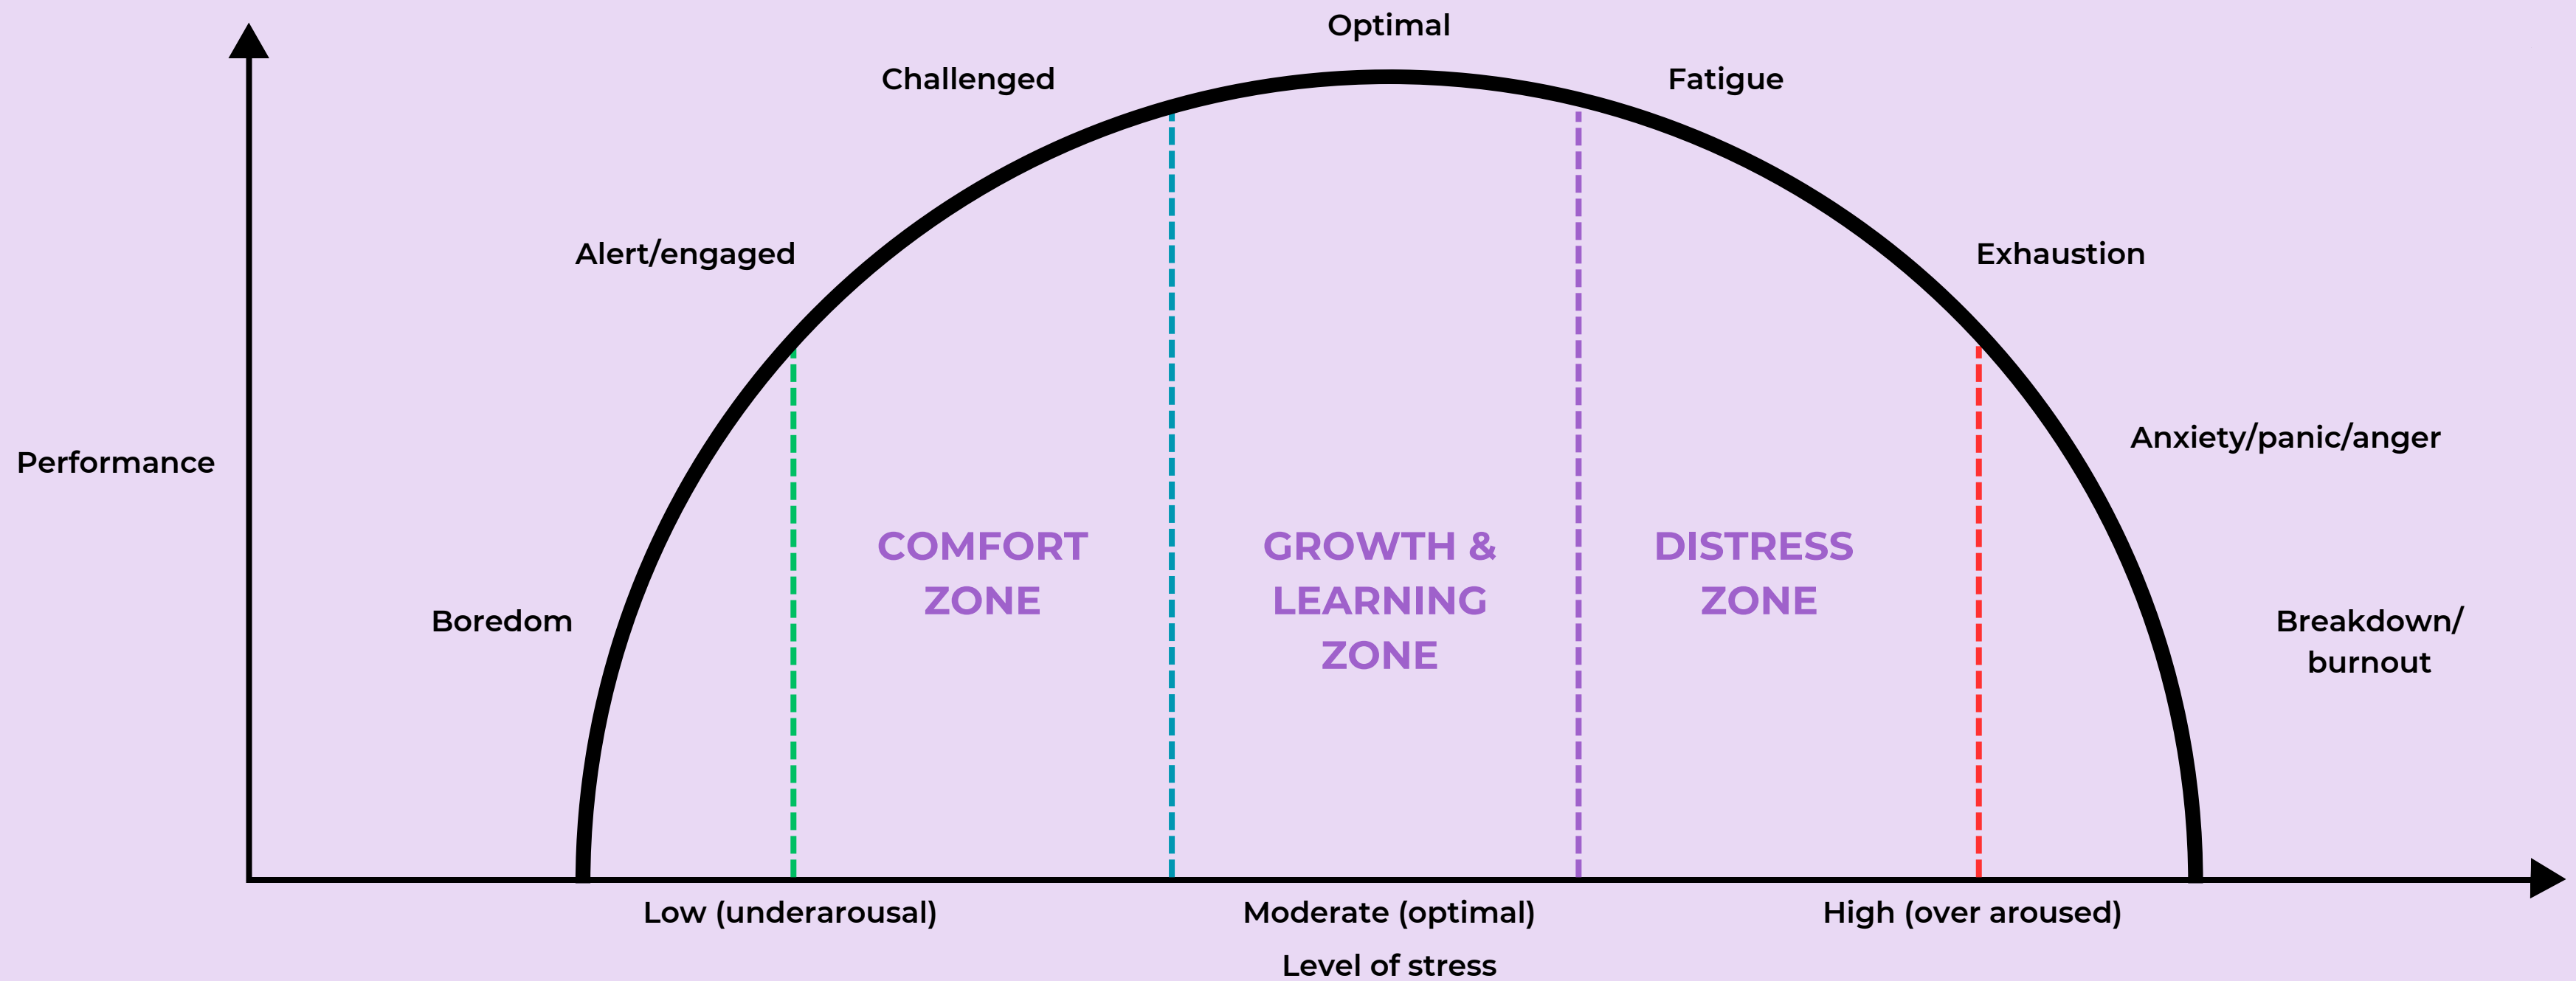 Optimal
Challenged
Fatigue
Alert/engaged
Exhaustion
Anxiety/panic/anger
Performance
COMFORT
ZONE
GROWTH &
LEARNING
ZONE
DISTRESS
ZONE
Boredom
Breakdown/
burnout
Low (underarousal)
Moderate (optimal)
High (over aroused)
Level of stress